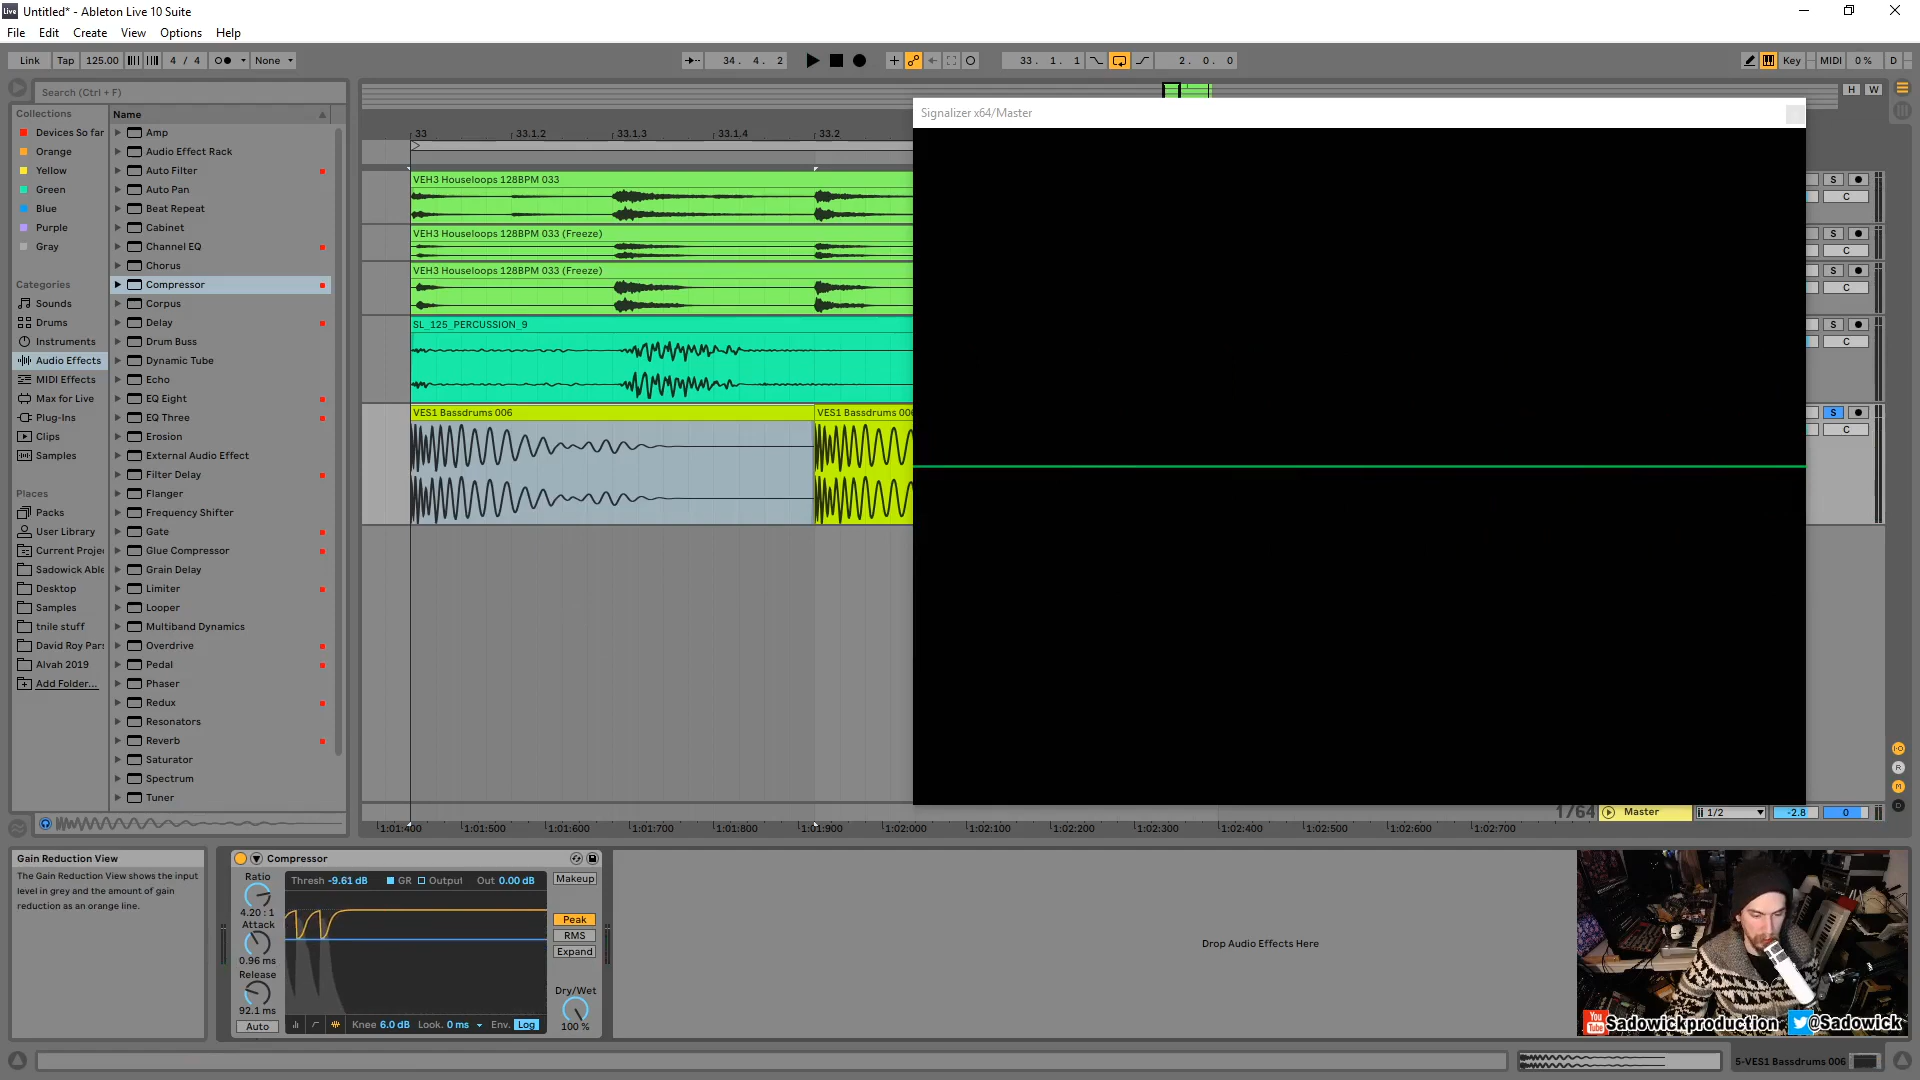 Untitled* - Ableton Live 10 Suite
File Edit Create View Options Help
Link Tap 125.00 4 / 4 None 34. 4. 2 33. 1. 1 2. 0. 0 Key MIDI 0 % D
Search (Ctrl + F)
H W
Collections
Devices So far
Orange
Yellow
Green
Blue
Purple
Gray
Categories
Sounds
Drums
Instruments
Audio Effects
MIDI Effects
Max for Live
Plug-Ins
Clips
Samples
Places
Packs
User Library
Current Projec
Sadowick Able
Desktop
Samples
tnile stuff
David Roy Pars
Alvah 2019
Add Folder...
Name
Amp
Audio Effect Rack
Auto Filter
Auto Pan
Beat Repeat
Cabinet
Channel EQ
Chorus
Compressor
Corpus
Delay
Drum Buss
Dynamic Tube
Echo
EQ Eight
EQ Three
Erosion
External Audio Effect
Filter Delay
Flanger
Frequency Shifter
Gate
Glue Compressor
Grain Delay
Limiter
Looper
Multiband Dynamics
Overdrive
Pedal
Phaser
Redux
Resonators
Reverb
Saturator
Spectrum
Tuner
33 33.1.2 33.1.3 33.1.4 33.2
Signalizer x64/Master
VEH3 Houseloops 128BPM 033
S
C
VEH3 Houseloops 128BPM 033 (Freeze)
S
C
VEH3 Houseloops 128BPM 033 (Freeze)
S
C
SL_125_PERCUSSION_9
S
C
VES1 Bassdrums 006 VES1 Bassdrums 006
S
C
I·O
R
M
D
1/64 Master 1/2 -2.8 0
1:01:400 1:01:500 1:01:600 1:01:700 1:01:800 1:01:900 1:02:000 1:02:100 1:02:200 1:02:300 1:02:400 1:02:500 1:02:600 1:02:700
Gain Reduction View
The Gain Reduction View shows the input
level in grey and the amount of gain
reduction as an orange line.
Compressor
Ratio
4.20 : 1
Attack
0.96 ms
Release
92.1 ms
Auto
Thresh -9.61 dB GR Output Out 0.00 dB
Knee 6.0 dB Look. 0 ms Env. Log
Makeup
Peak
RMS
Expand
Dry/Wet
100 %
Drop Audio Effects Here
You Tube Sadowickproduction @Sadowick
5-VES1 Bassdrums 006